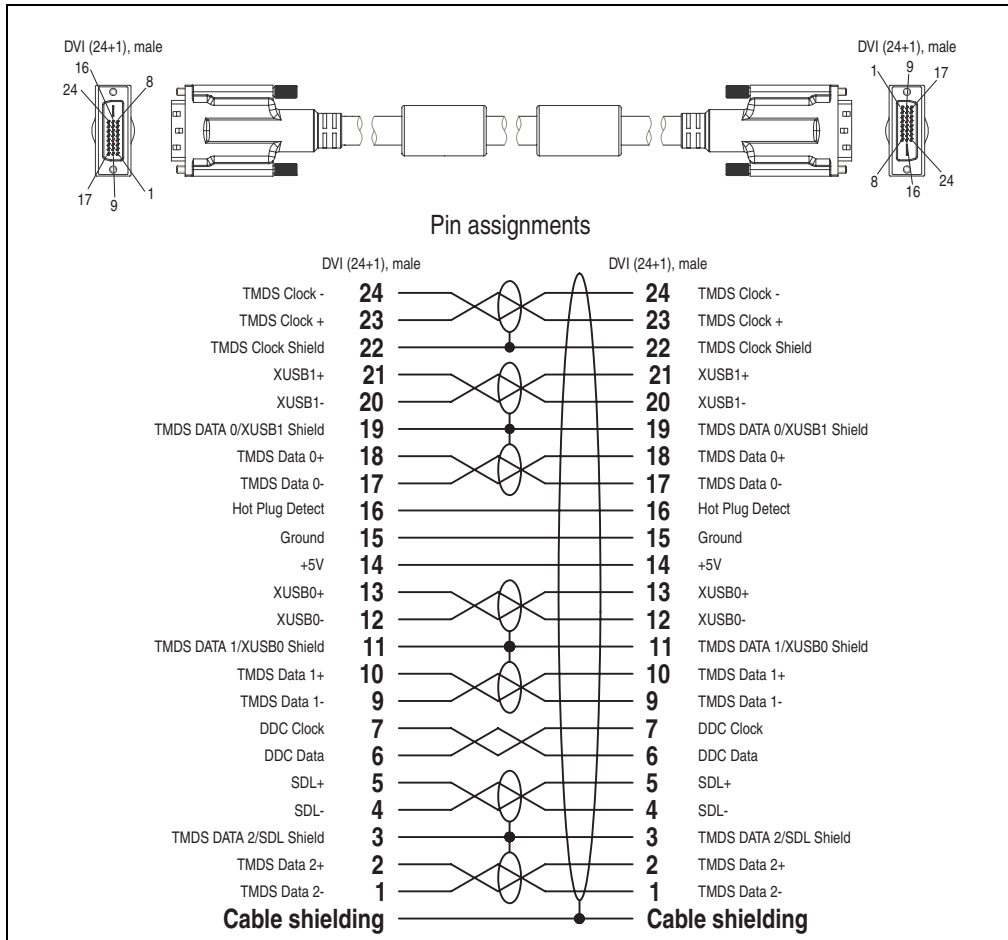 DVI (24+1), male
16
8
24
17
9
1
DVI (24+1), male
1
9
17
8
16
24
Pin assignments
DVI (24+1), male DVI (24+1), male
TMDS Clock - 24 24 TMDS Clock -
TMDS Clock + 23 23 TMDS Clock +
TMDS Clock Shield 22 22 TMDS Clock Shield
XUSB1+ 21 21 XUSB1+
XUSB1- 20 20 XUSB1-
TMDS DATA 0/XUSB1 Shield 19 19 TMDS DATA 0/XUSB1 Shield
TMDS Data 0+ 18 18 TMDS Data 0+
TMDS Data 0- 17 17 TMDS Data 0-
Hot Plug Detect 16 16 Hot Plug Detect
Ground 15 15 Ground
+5V 14 14 +5V
XUSB0+ 13 13 XUSB0+
XUSB0- 12 12 XUSB0-
TMDS DATA 1/XUSB0 Shield 11 11 TMDS DATA 1/XUSB0 Shield
TMDS Data 1+ 10 10 TMDS Data 1+
TMDS Data 1- 9 9 TMDS Data 1-
DDC Clock 7 7 DDC Clock
DDC Data 6 6 DDC Data
SDL+ 5 5 SDL+
SDL- 4 4 SDL-
TMDS DATA 2/SDL Shield 3 3 TMDS DATA 2/SDL Shield
TMDS Data 2+ 2 2 TMDS Data 2+
TMDS Data 2- 1 1 TMDS Data 2-
Cable shielding Cable shielding